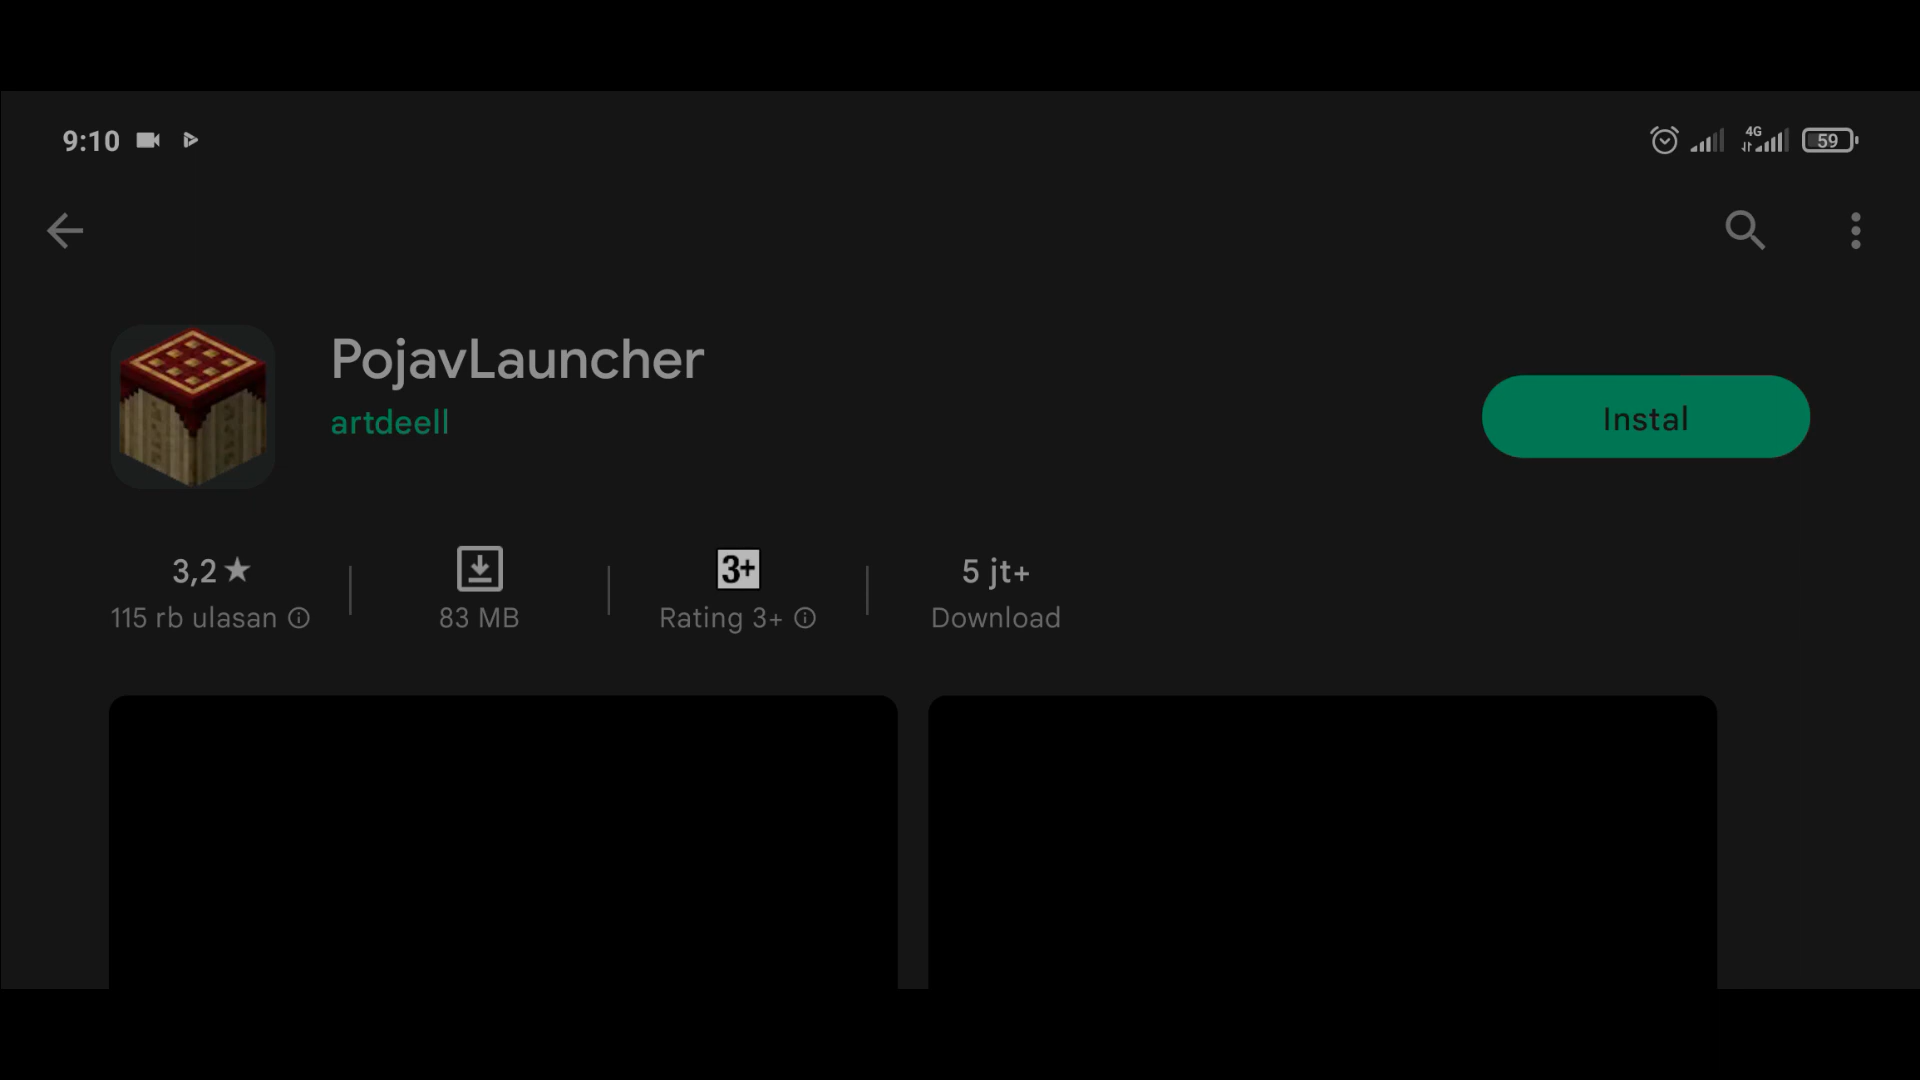 9:10
4G
59
PojavLauncher
artdeell
Instal
3,2★
115 rb ulasan
83 MB
3+
Rating 3+
5 jt+
Download